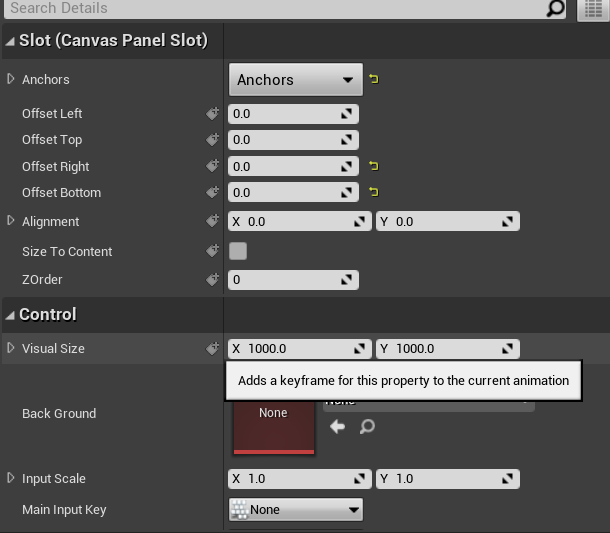 Search Details
Slot (Canvas Panel Slot)
Anchors Anchors
Offset Left 0.0
Offset Top 0.0
Offset Right 0.0
Offset Bottom 0.0
Alignment X 0.0 Y 0.0
Size To Content
ZOrder 0
Control
Visual Size X 1000.0 Y 1000.0
Adds a keyframe for this property to the current animation
Back Ground None
Input Scale X 1.0 Y 1.0
Main Input Key None